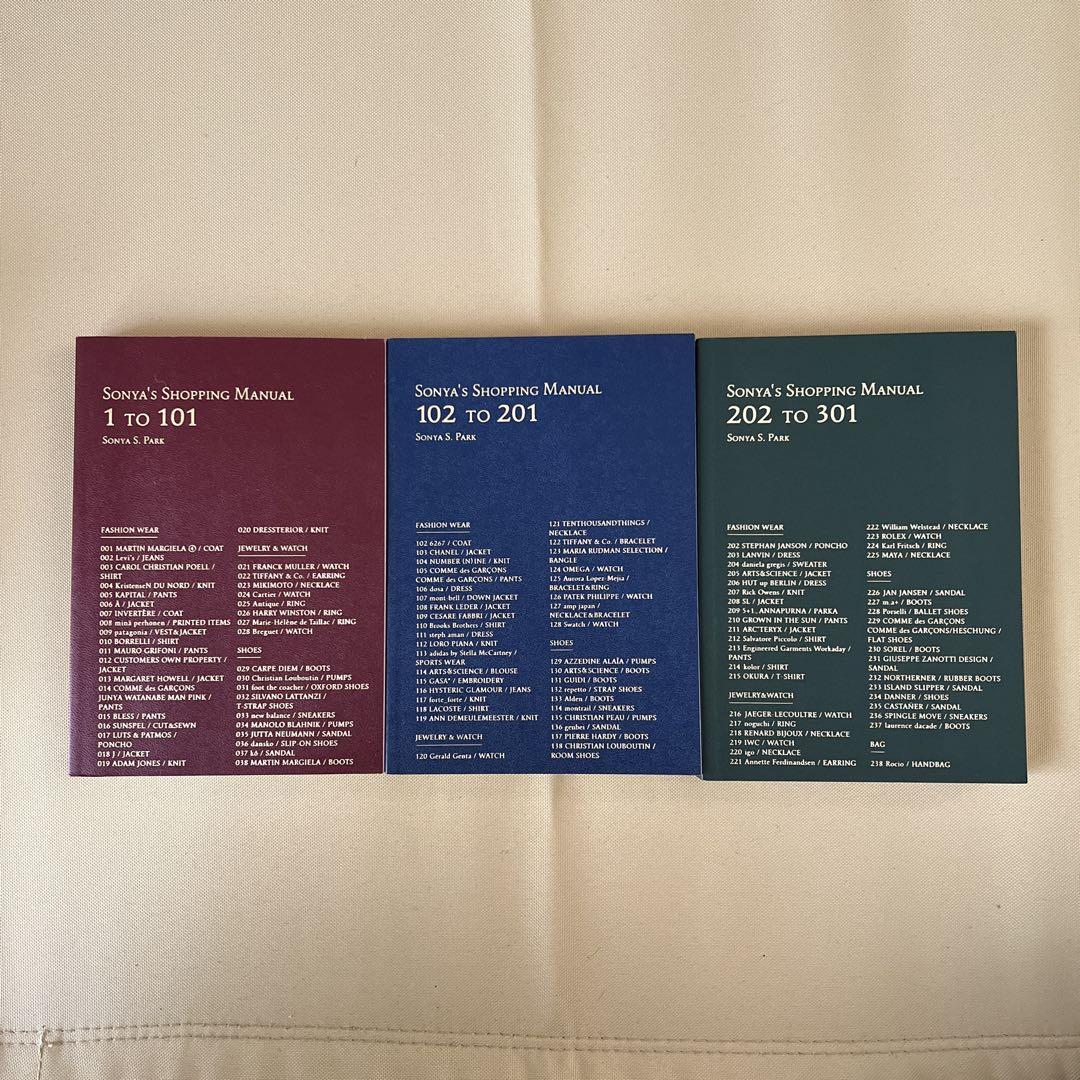 SONYA'S SHOPPING MANUAL
1 TO 101
SONYA S. PARK
FASHION WEAR
001 MARTIN MARGIELA ④ / COAT
002 Levi's / JEANS
003 CAROL CHRISTIAN POELL /
SHIRT
004 KristenseN DU NORD / KNIT
005 KAPITAL / PANTS
006 Å / JACKET
007 INVERTÈRE / COAT
008 minä perhonen / PRINTED ITEMS
009 patagonia / VEST&JACKET
010 BORRELLI / SHIRT
011 MAURO GRIFONI / PANTS
012 CUSTOMERS OWN PROPERTY /
JACKET
013 MARGARET HOWELL / JACKET
014 COMME des GARÇONS
JUNYA WATANABE MAN PINK /
PANTS
015 BLESS / PANTS
016 SUNSPEL / CUT&SEWN
017 LUTS & PATMOS /
PONCHO
018 J / JACKET
019 ADAM JONES / KNIT
020 DRESSTERIOR / KNIT
JEWELRY & WATCH
021 FRANCK MULLER / WATCH
022 TIFFANY & Co. / EARRING
023 MIKIMOTO / NECKLACE
024 Cartier / WATCH
025 Antique / RING
026 HARRY WINSTON / RING
027 Marie-Hélène de Taillac / RING
028 Breguet / WATCH
SHOES
029 CARPE DIEM / BOOTS
030 Christian Louboutin / PUMPS
031 foot the coacher / OXFORD SHOES
032 SILVANO LATTANZI /
T-STRAP SHOES
033 new balance / SNEAKERS
034 MANOLO BLAHNIK / PUMPS
035 JUTTA NEUMANN / SANDAL
036 dansko / SLIP-ON SHOES
037 kō / SANDAL
038 MARTIN MARGIELA / BOOTS
SONYA'S SHOPPING MANUAL
102 TO 201
SONYA S. PARK
FASHION WEAR
102 6267 / COAT
103 CHANEL / JACKET
104 NUMBER (N)INE / KNIT
105 COMME des GARÇONS
COMME des GARÇONS / PANTS
106 dosa / DRESS
107 mont-bell / DOWN JACKET
108 FRANK LEDER / JACKET
109 CESARE FABBRI / JACKET
110 Brooks Brothers / SHIRT
111 steph aman / DRESS
112 LORO PIANA / KNIT
113 adidas by Stella McCartney /
SPORTS WEAR
114 ARTS&SCIENCE / BLOUSE
115 GASA* / EMBROIDERY
116 HYSTERIC GLAMOUR / JEANS
117 forte_forte / KNIT
118 LACOSTE / SHIRT
119 ANN DEMEULEMEESTER / KNIT
JEWELRY & WATCH
120 Gerald Genta / WATCH
121 TENTHOUSANDTHINGS /
NECKLACE
122 TIFFANY & Co. / BRACELET
123 MARIA RUDMAN SELECTION /
BANGLE
124 OMEGA / WATCH
125 Aurora Lopez-Mejia /
BRACELET&RING
126 PATEK PHILIPPE / WATCH
127 amp japan /
NECKLACE&BRACELET
128 Swatch / WATCH
SHOES
129 AZZEDINE ALAÏA / PUMPS
130 ARTS&SCIENCE / BOOTS
131 GUIDI / BOOTS
132 repetto / STRAP SHOES
133 Alden / BOOTS
134 montrail / SNEAKERS
135 CHRISTIAN PEAU / PUMPS
136 genbei / SANDAL
137 PIERRE HARDY / BOOTS
138 CHRISTIAN LOUBOUTIN /
ROOM SHOES
SONYA'S SHOPPING MANUAL
202 TO 301
SONYA S. PARK
FASHION WEAR
202 STEPHAN JANSON / PONCHO
203 LANVIN / DRESS
204 daniela gregis / SWEATER
205 ARTS&SCIENCE / JACKET
206 HUT up BERLIN / DRESS
207 Rick Owens / KNIT
208 SL / JACKET
209 5+1. ANNAPURNA / PARKA
210 GROWN IN THE SUN / PANTS
211 ARC'TERYX / JACKET
212 Salvatore Piccolo / SHIRT
213 Engineered Garments Workaday /
PANTS
214 kolor / SHIRT
215 OKURA / T-SHIRT
JEWELRY&WATCH
216 JAEGER-LECOULTRE / WATCH
217 noguchi / RING
218 RENARD BIJOUX / NECKLACE
219 IWC / WATCH
220 igo / NECKLACE
221 Annette Ferdinandsen / EARRING
222 William Welstead / NECKLACE
223 ROLEX / WATCH
224 Karl Fritsch / RING
225 MAYA / NECKLACE
SHOES
226 JAN JANSEN / SANDAL
227 m.a+ / BOOTS
228 Porselli / BALLET SHOES
229 COMME des GARÇONS
COMME des GARÇONS/HESCHUNG /
FLAT SHOES
230 SOREL / BOOTS
231 GIUSEPPE ZANOTTI DESIGN /
SANDAL
232 NORTHERNER / RUBBER BOOTS
233 ISLAND SLIPPER / SANDAL
234 DANNER / SHOES
235 CASTANER / SANDAL
236 SPINGLE MOVE / SNEAKERS
237 laurence dacade / BOOTS
BAG
238 Rocio / HANDBAG